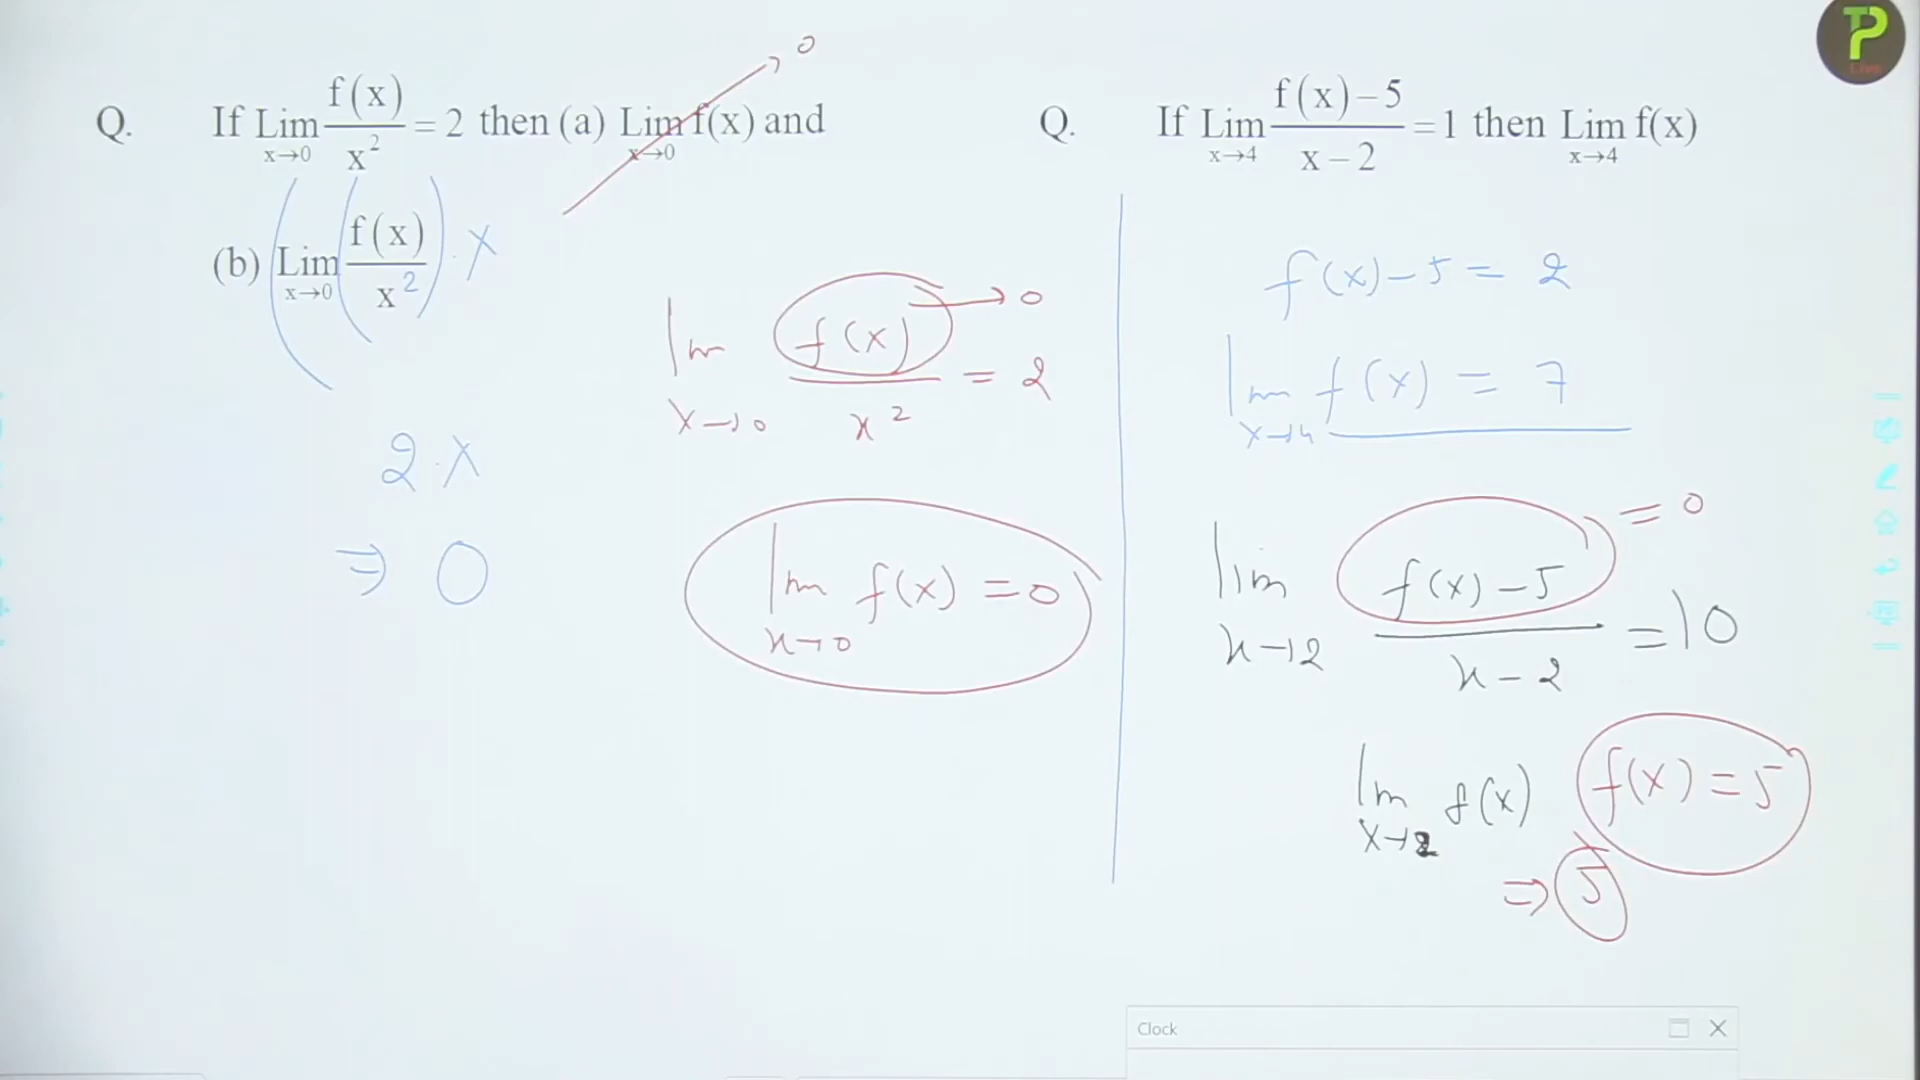 Q. If Lim x→0 f(x)/x² = 2 then (a) Lim x→0 f(x) and
→ 0
(b) (Lim x→0 (f(x)/x²) · x
2·x
⇒ 0
lim x→0 f(x)/x² = 2
→ 0
lim x→0 f(x) = 0
Q. If Lim x→4 f(x)−5/x−2 = 1 then Lim x→4 f(x)
f(x)−5 = 2
lim x→4 f(x) = 7
lim x→2 f(x)−5/x−2 = 10
= 0
lim x→2 f(x)
f(x) = 5
⇒ 5
TP
Live
Clock